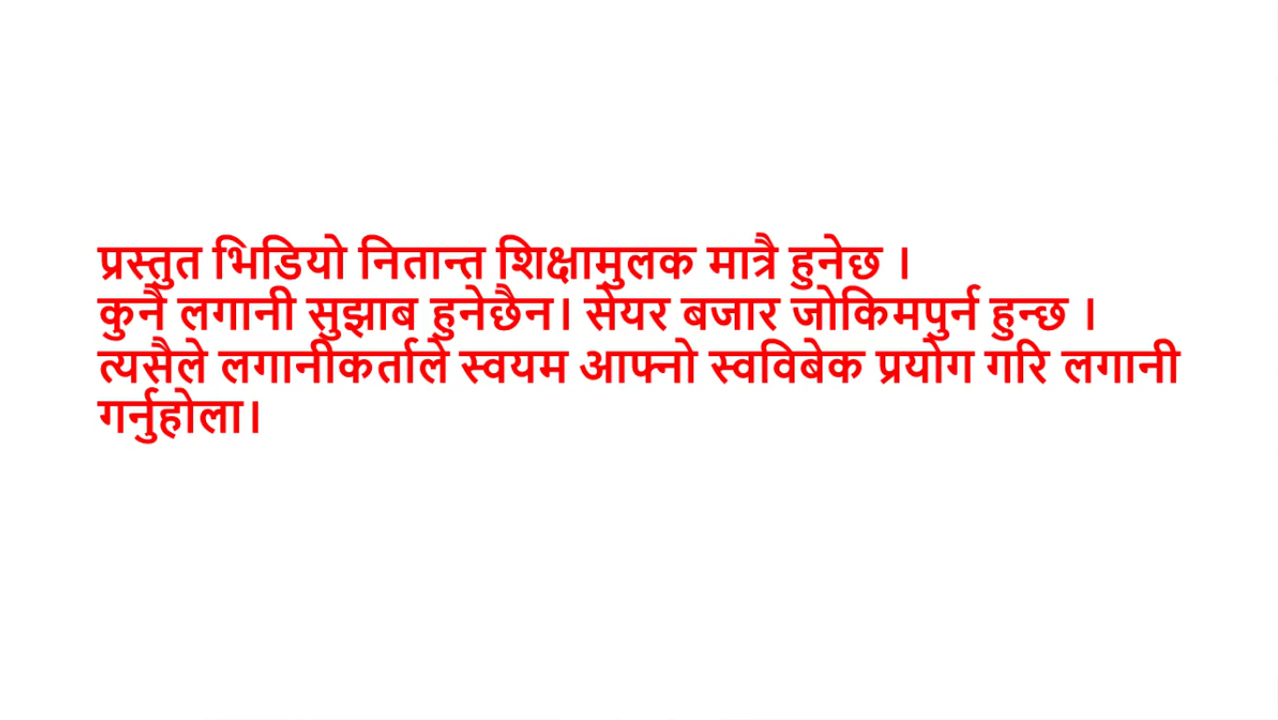 प्रस्तुत भिडियो नितान्त शिक्षामुलक मात्रै हुनेछ ।
कुनै लगानी सुझाब हुनेछैन। सेयर बजार जोकिमपुर्न हुन्छ ।
त्यसैले लगानीकर्ताले स्वयम आफ्नो स्वविबेक प्रयोग गरि लगानी
गर्नुहोला।